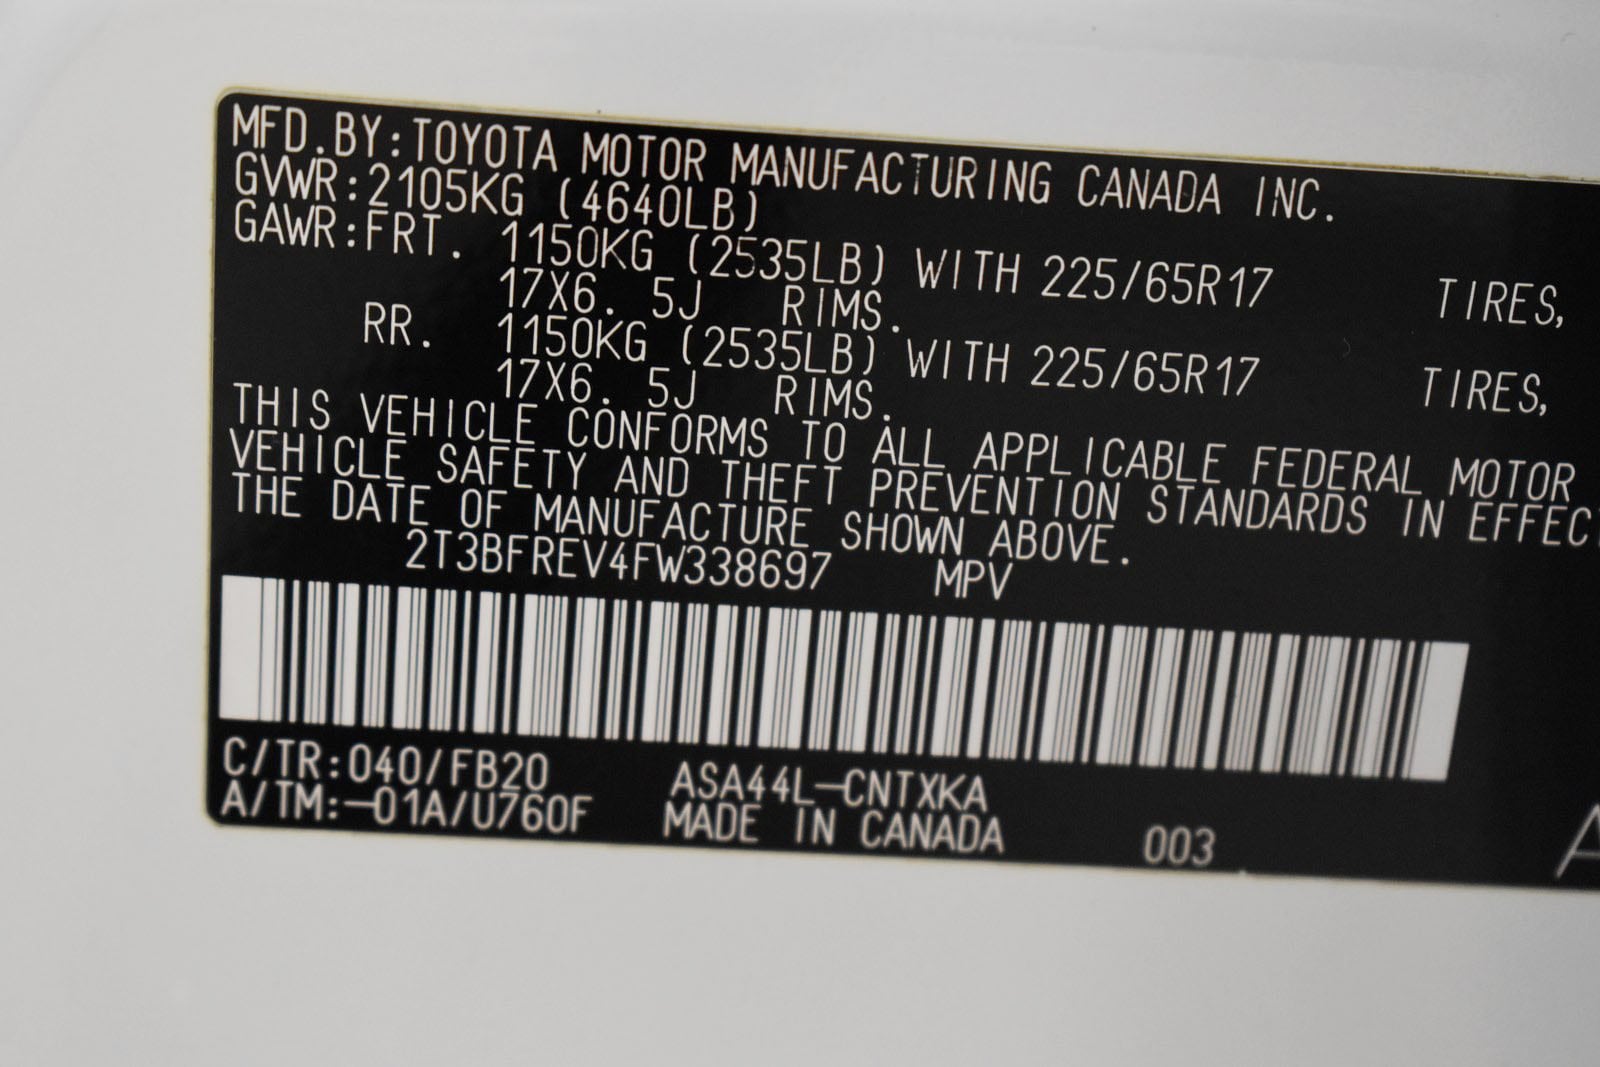 MFD.BY:TOYOTA MOTOR MANUFACTURING CANADA INC.
GVWR:2105KG (4640LB)
GAWR:FRT. 1150KG (2535LB) WITH 225/65R17 TIRES,
17X6. 5J RIMS.
RR. 1150KG (2535LB) WITH 225/65R17 TIRES,
17X6. 5J RIMS.
THIS VEHICLE CONFORMS TO ALL APPLICABLE FEDERAL MOTOR
VEHICLE SAFETY AND THEFT PREVENTION STANDARDS IN EFFEC
THE DATE OF MANUFACTURE SHOWN ABOVE.
2T3BFREV4FW338697 MPV
C/TR:040/FB20 ASA44L-CNTXKA
A/TM:-01A/U760F MADE IN CANADA 003